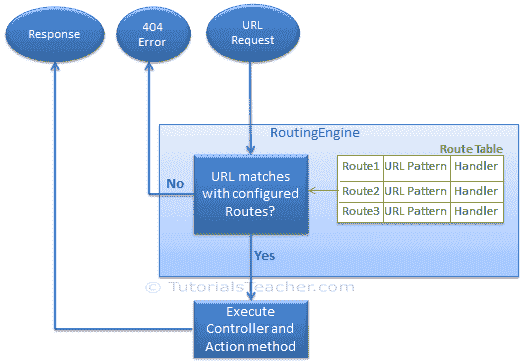 Response
404
Error
URL
Request
RoutingEngine
Route Table
Route1 URL Pattern Handler
Route2 URL Pattern Handler
Route3 URL Pattern Handler
URL matches
with configured
Routes?
No
Yes
© TutorialsTeacher.com
Execute
Controller and
Action method